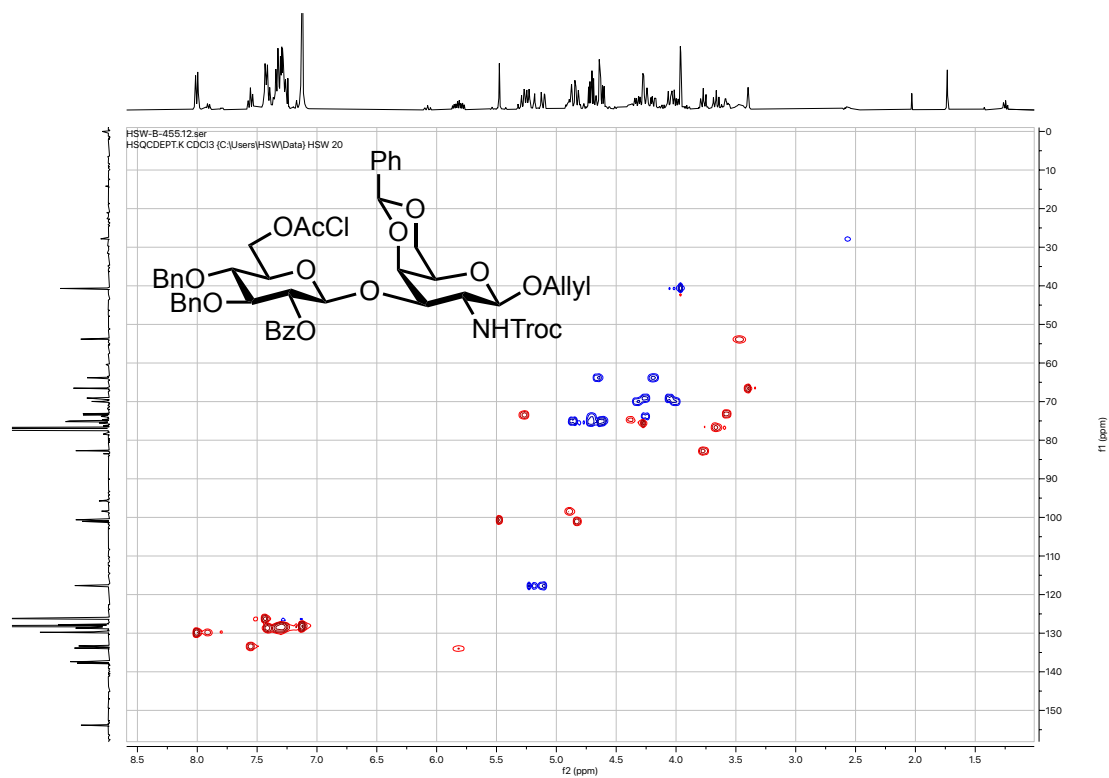 HSW-B-455.12.ser
HSQCDEPT.K CDCl3 {C:\Users\HSW\Data} HSW 20
Ph
O
O
OAcCl
BnO
BnO
O
BzO
O
O
OAllyl
NHTroc
0
10
20
30
40
50
60
70
80
90
100
110
120
130
140
150
f1 (ppm)
8.5 8.0 7.5 7.0 6.5 6.0 5.5 5.0 4.5 4.0 3.5 3.0 2.5 2.0 1.5
f2 (ppm)